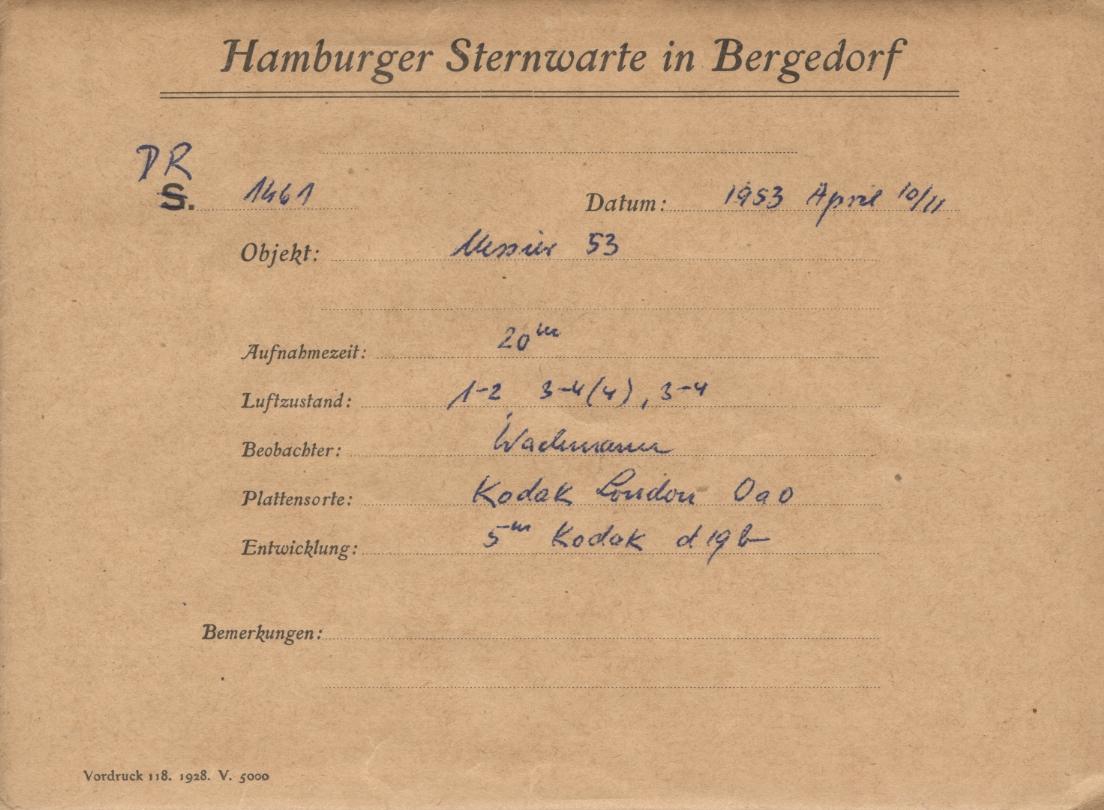 Hamburger Sternwarte in Bergedorf
DR
S. 1461 Datum: 1953 April 10/11
Objekt: Messier 53
Aufnahmezeit: 20ᵐ
Luftzustand: 1-2 3-4(4), 3-4
Beobachter: Wachmann
Plattensorte: Kodak London OaO
Entwicklung: 5ᵐ Kodak d19b
Bemerkungen:
Vordruck 118. 1928. V. 5000